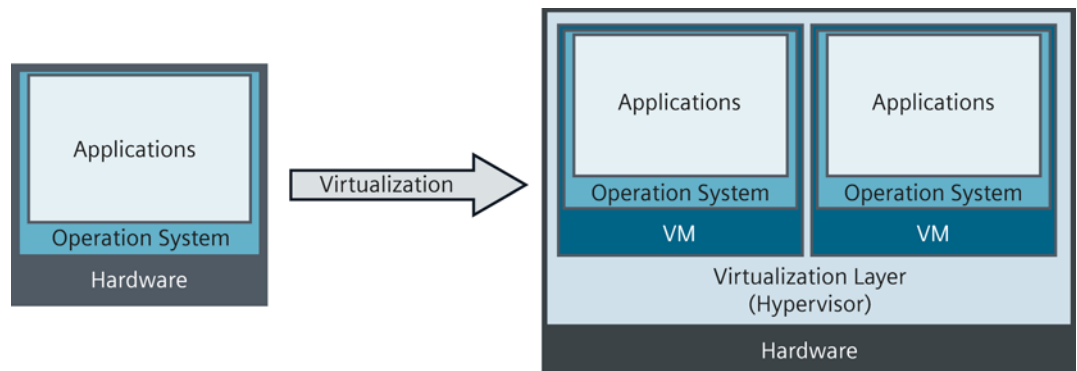 Applications
Operation System
Hardware
Virtualization
Applications
Operation System
VM
Applications
Operation System
VM
Virtualization Layer
(Hypervisor)
Hardware